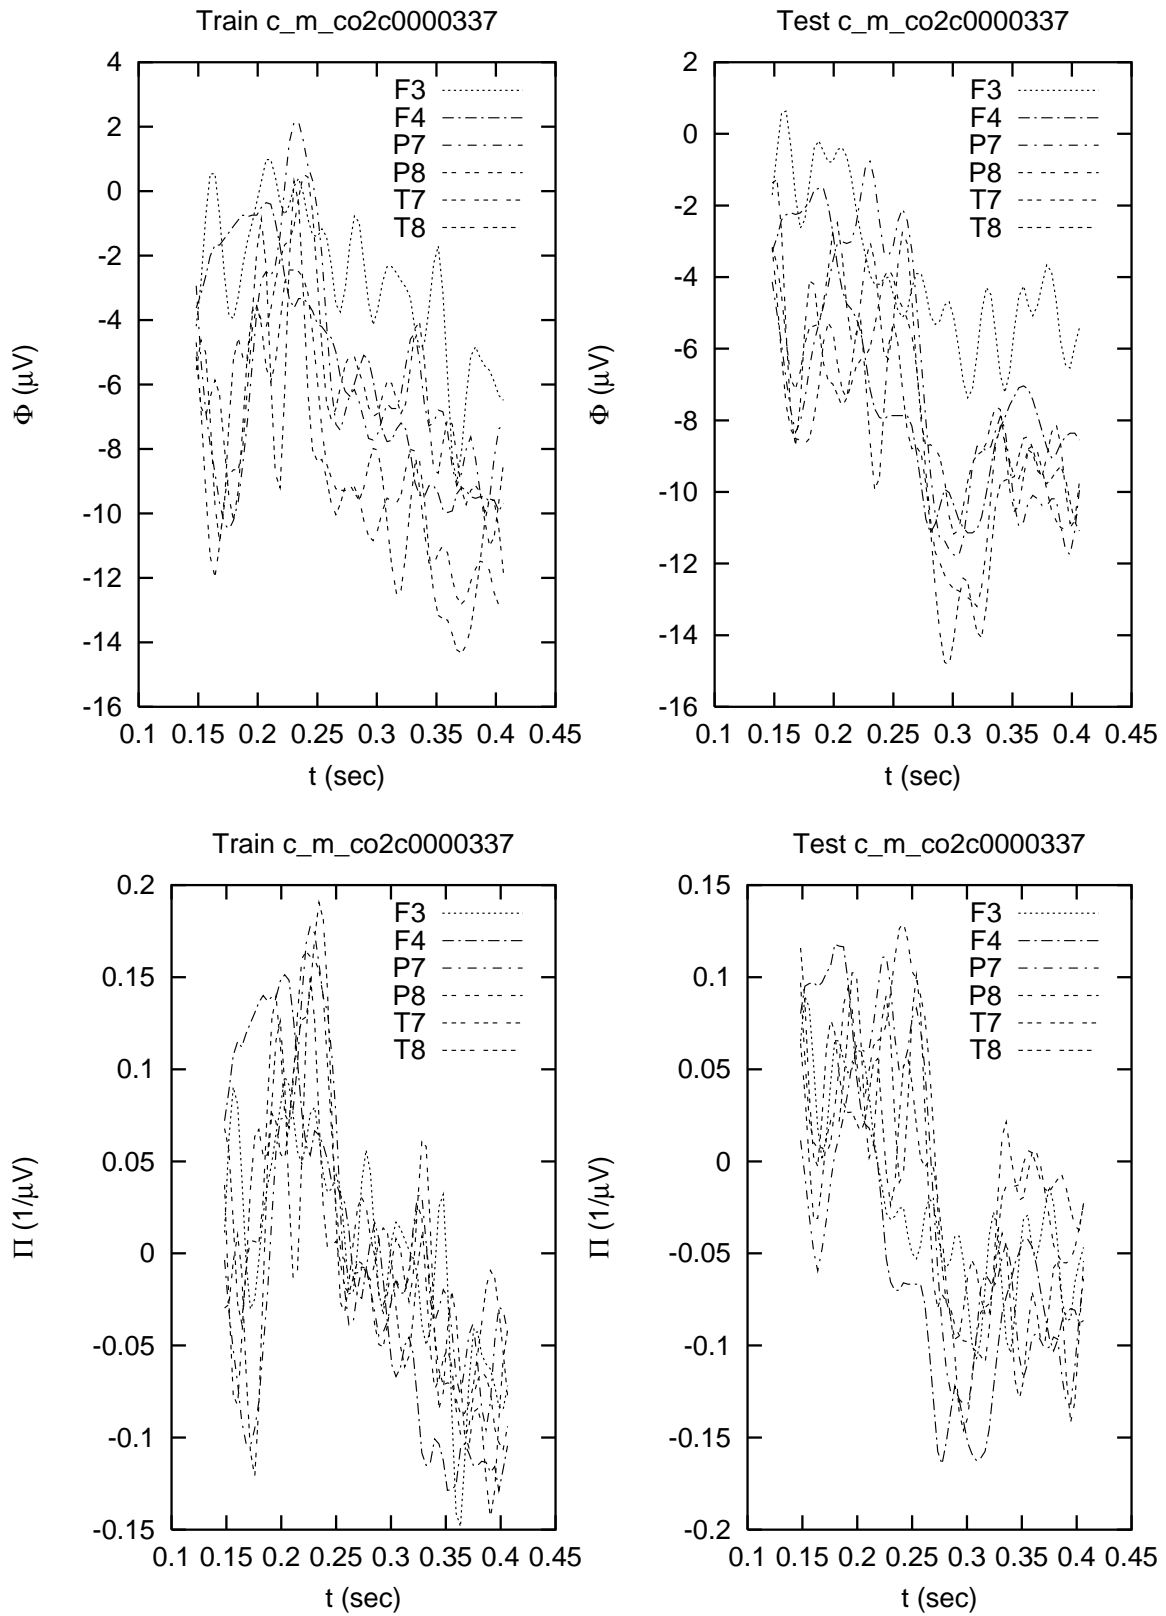 Train c_m_co2c0000337
4
2
0
-2
-4
-6
-8
-10
-12
-14
-16
0.1 0.15 0.2 0.25 0.3 0.35 0.4 0.45
Φ (μV)
t (sec)
F3
F4
P7
P8
T7
T8
Test c_m_co2c0000337
2
0
-2
-4
-6
-8
-10
-12
-14
-16
0.1 0.15 0.2 0.25 0.3 0.35 0.4 0.45
Φ (μV)
t (sec)
F3
F4
P7
P8
T7
T8
Train c_m_co2c0000337
0.2
0.15
0.1
0.05
0
-0.05
-0.1
-0.15
0.1 0.15 0.2 0.25 0.3 0.35 0.4 0.45
Π (1/μV)
t (sec)
F3
F4
P7
P8
T7
T8
Test c_m_co2c0000337
0.15
0.1
0.05
0
-0.05
-0.1
-0.15
-0.2
0.1 0.15 0.2 0.25 0.3 0.35 0.4 0.45
Π (1/μV)
t (sec)
F3
F4
P7
P8
T7
T8